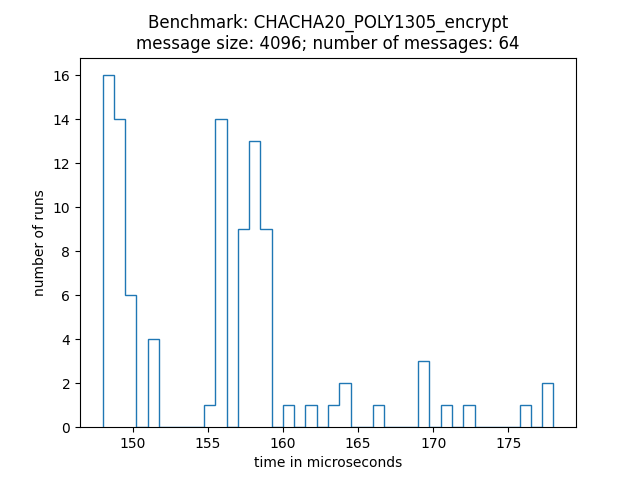 Benchmark: CHACHA20_POLY1305_encrypt
message size: 4096; number of messages: 64
16
14
12
10
8
6
4
2
0
number of runs
150 155 160 165 170 175
time in microseconds